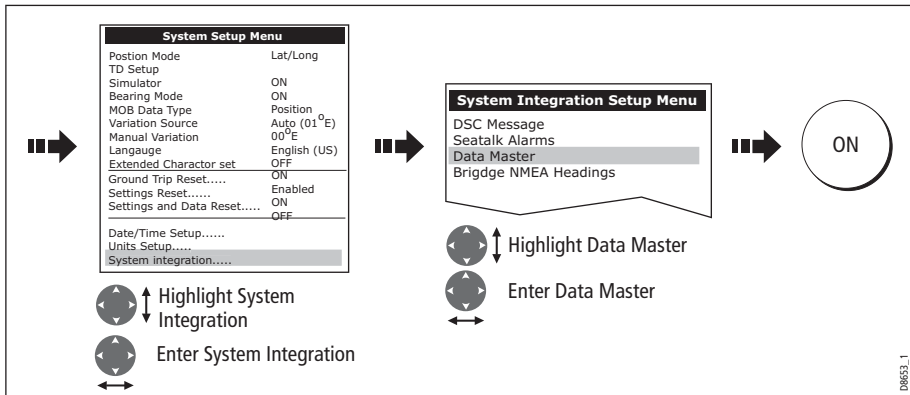 System Setup Menu
Postion Mode Lat/Long
TD Setup
Simulator ON
Bearing Mode ON
MOB Data Type Position
Variation Source Auto (01°E)
Manual Variation 00°E
Langauge English (US)
Extended Charactor set OFF
Ground Trip Reset..... ON
Settings Reset...... Enabled
Settings and Data Reset..... ON
OFF
Date/Time Setup......
Units Setup.....
System integration.....
Highlight System
Integration
Enter System Integration
System Integration Setup Menu
DSC Message
Seatalk Alarms
Data Master
Brigdge NMEA Headings
Highlight Data Master
Enter Data Master
ON
D8653_1